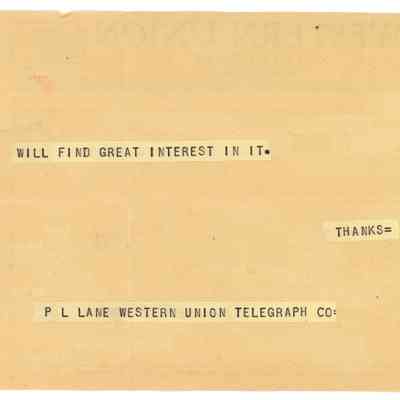 WILL FIND GREAT INTEREST IN IT.
THANKS=
P L LANE WESTERN UNION TELEGRAPH CO=